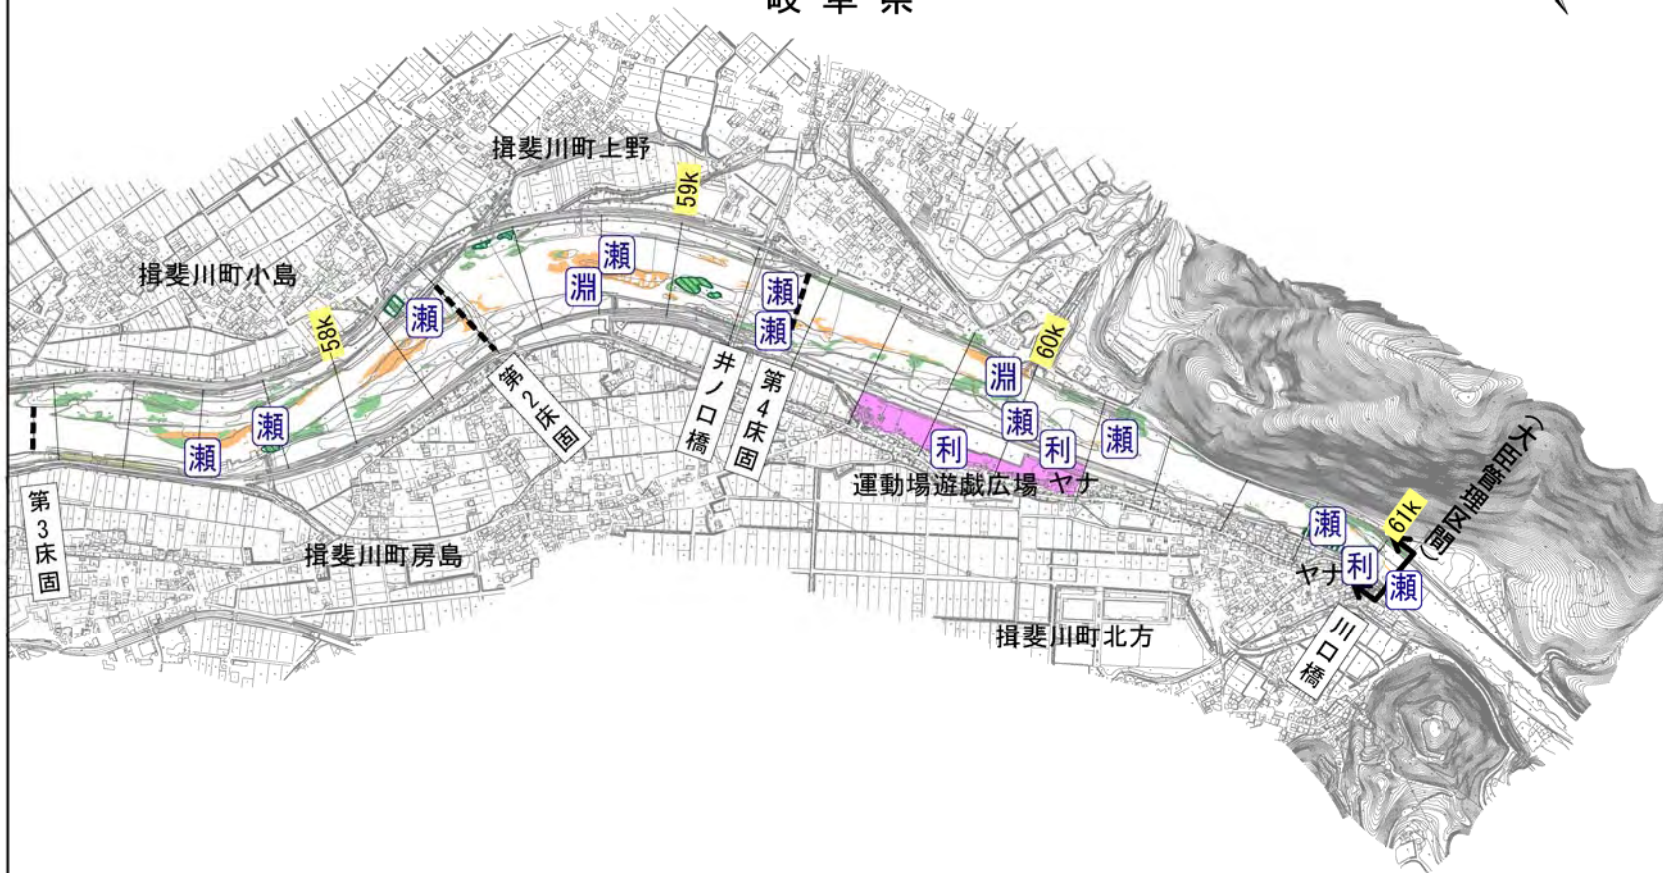 岐阜県
揖斐川町上野
59k
瀬
淵
揖斐川町小島
瀬
瀬
58k
瀬
第2床固
井ノ口橋
第4床固
60k
淵
瀬
瀬
瀬
瀬
利
利
瀬
運動場遊戯広場 ヤナ
第3床固
揖斐川町房島
61k
(大臣管理区間)
瀬
ヤナ
利
瀬
揖斐川町北方
川口橋